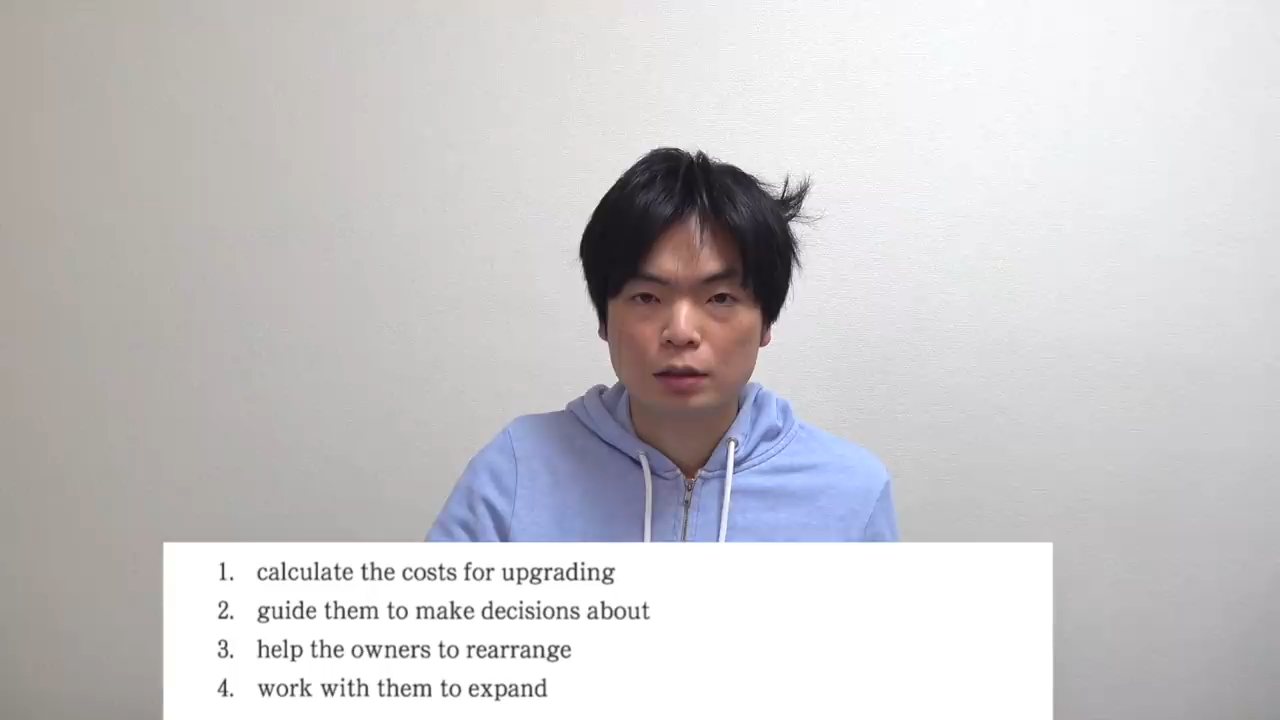 1. calculate the costs for upgrading
2. guide them to make decisions about
3. help the owners to rearrange
4. work with them to expand